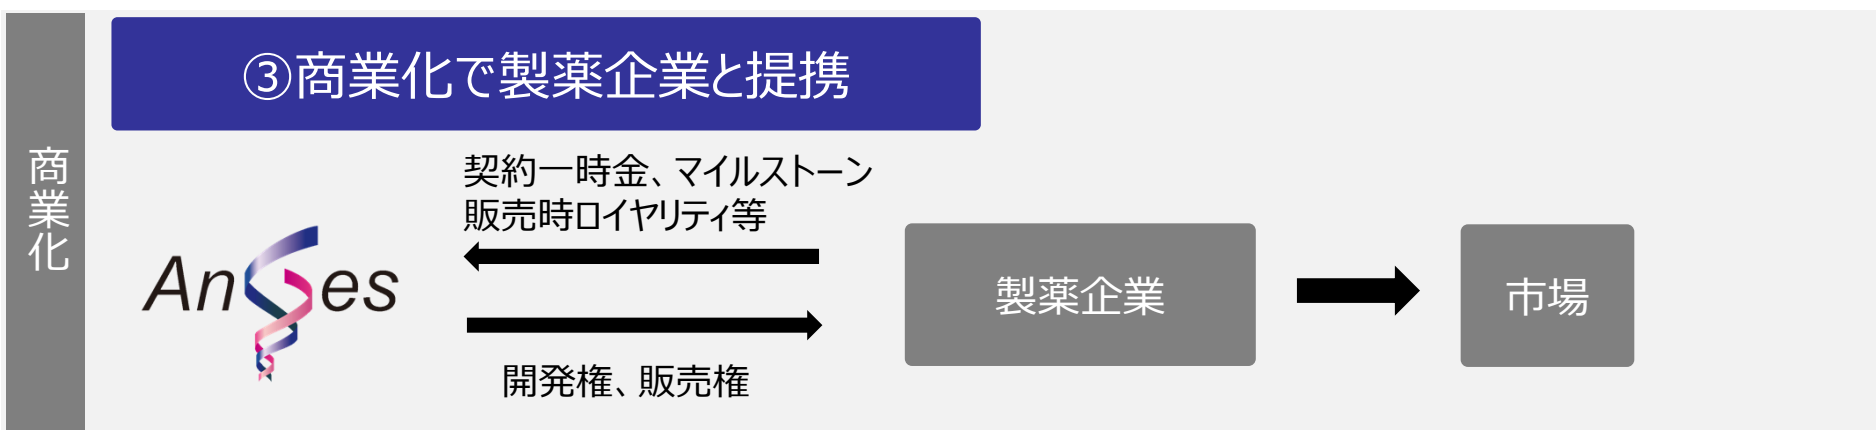 ③商業化で製薬企業と提携
商業化
契約一時金、マイルストーン
販売時ロイヤリティ等
AnGes
製薬企業
市場
開発権、販売権